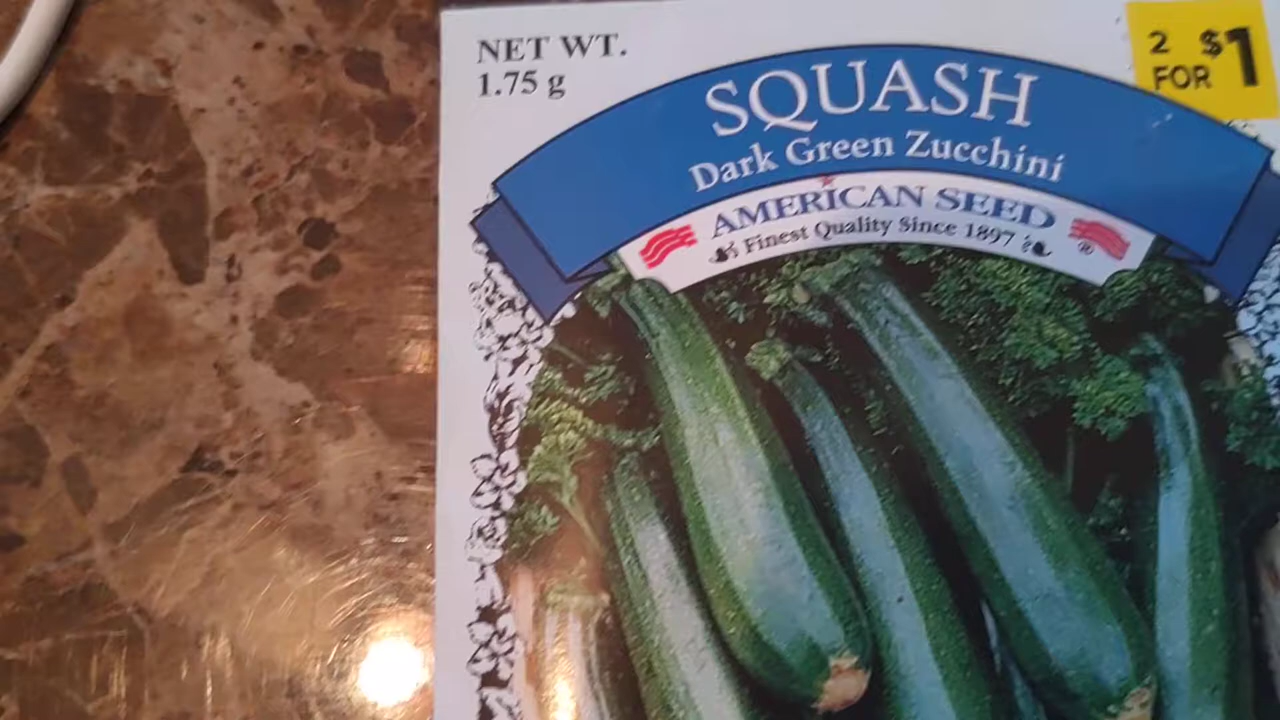 NET WT.
1.75 g
2 FOR $1
SQUASH
Dark Green Zucchini
AMERICAN SEED
Finest Quality Since 1897
®